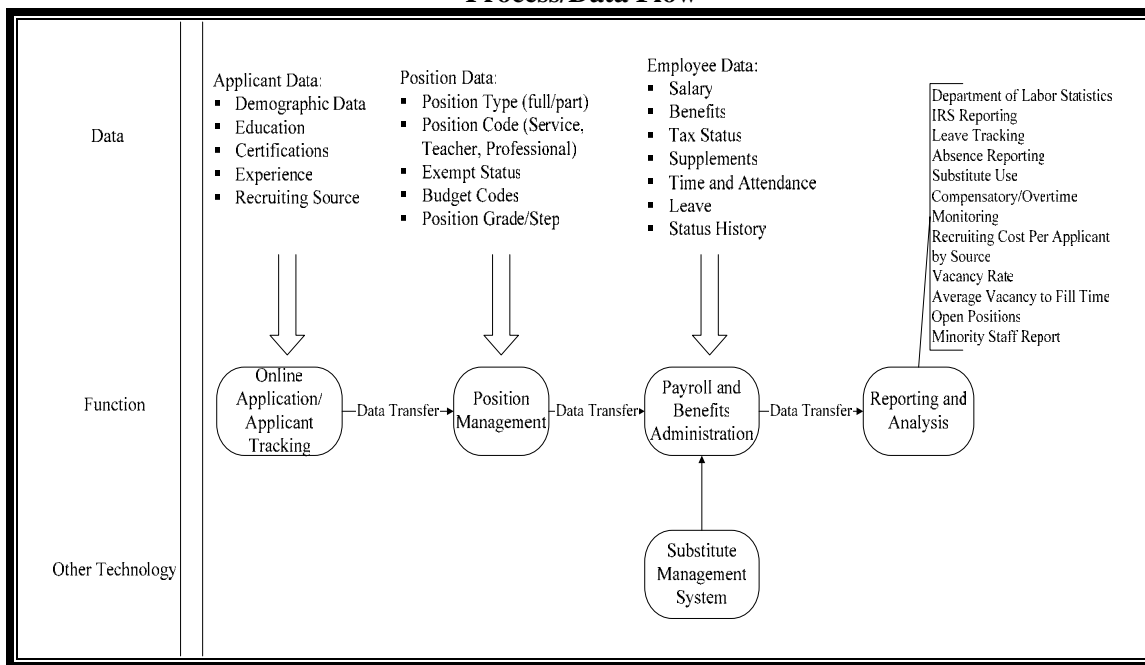 Process/Data Flow
Data
Applicant Data:
▪ Demographic Data
▪ Education
▪ Certifications
▪ Experience
▪ Recruiting Source
Position Data:
▪ Position Type (full/part)
▪ Position Code (Service,
Teacher, Professional)
▪ Exempt Status
▪ Budget Codes
▪ Position Grade/Step
Employee Data:
▪ Salary
▪ Benefits
▪ Tax Status
▪ Supplements
▪ Time and Attendance
▪ Leave
▪ Status History
Department of Labor Statistics
IRS Reporting
Leave Tracking
Absence Reporting
Substitute Use
Compensatory/Overtime
Monitoring
Recruiting Cost Per Applicant
by Source
Vacancy Rate
Average Vacancy to Fill Time
Open Positions
Minority Staff Report
Function
Online
Application/
Applicant
Tracking
Data Transfer
Position
Management
Data Transfer
Payroll and
Benefits
Administration
Data Transfer
Reporting and
Analysis
Other Technology
Substitute
Management
System